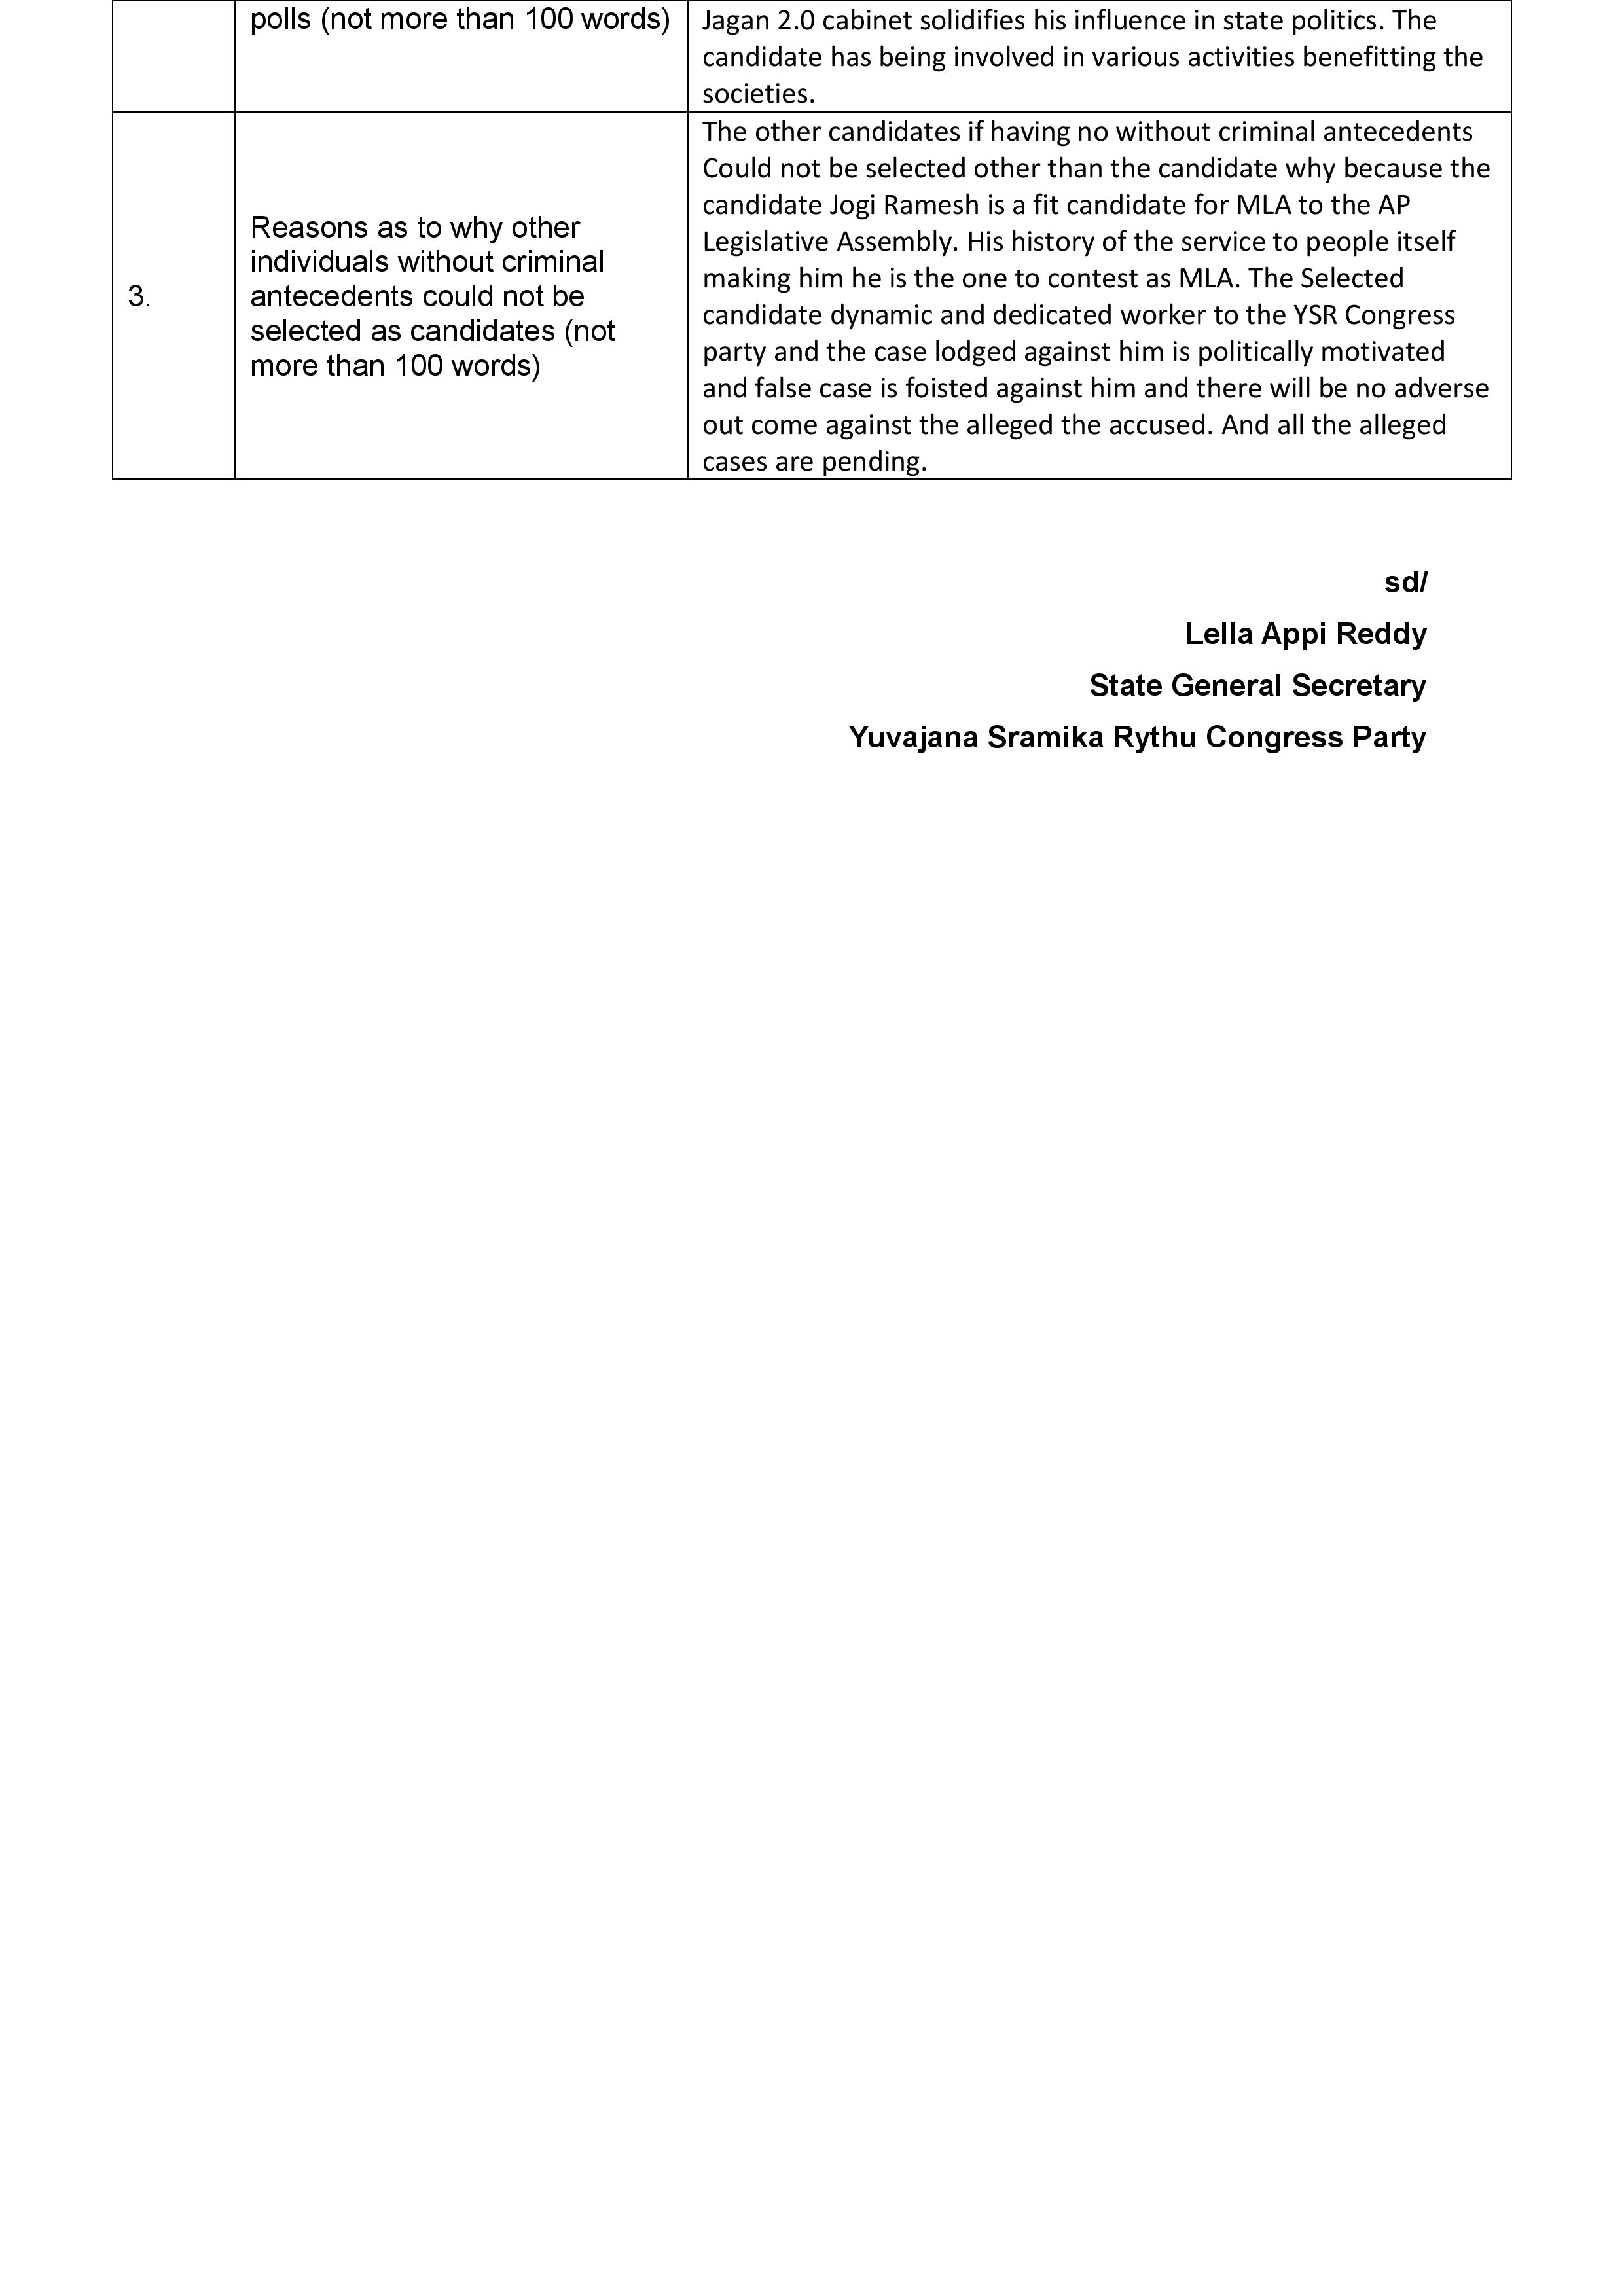 polls (not more than 100 words)
Jagan 2.0 cabinet solidifies his influence in state politics. The
candidate has being involved in various activities benefitting the
societies.
3.
Reasons as to why other
individuals without criminal
antecedents could not be
selected as candidates (not
more than 100 words)
The other candidates if having no without criminal antecedents
Could not be selected other than the candidate why because the
candidate Jogi Ramesh is a fit candidate for MLA to the AP
Legislative Assembly. His history of the service to people itself
making him he is the one to contest as MLA. The Selected
candidate dynamic and dedicated worker to the YSR Congress
party and the case lodged against him is politically motivated
and false case is foisted against him and there will be no adverse
out come against the alleged the accused. And all the alleged
cases are pending.
sd/
Lella Appi Reddy
State General Secretary
Yuvajana Sramika Rythu Congress Party